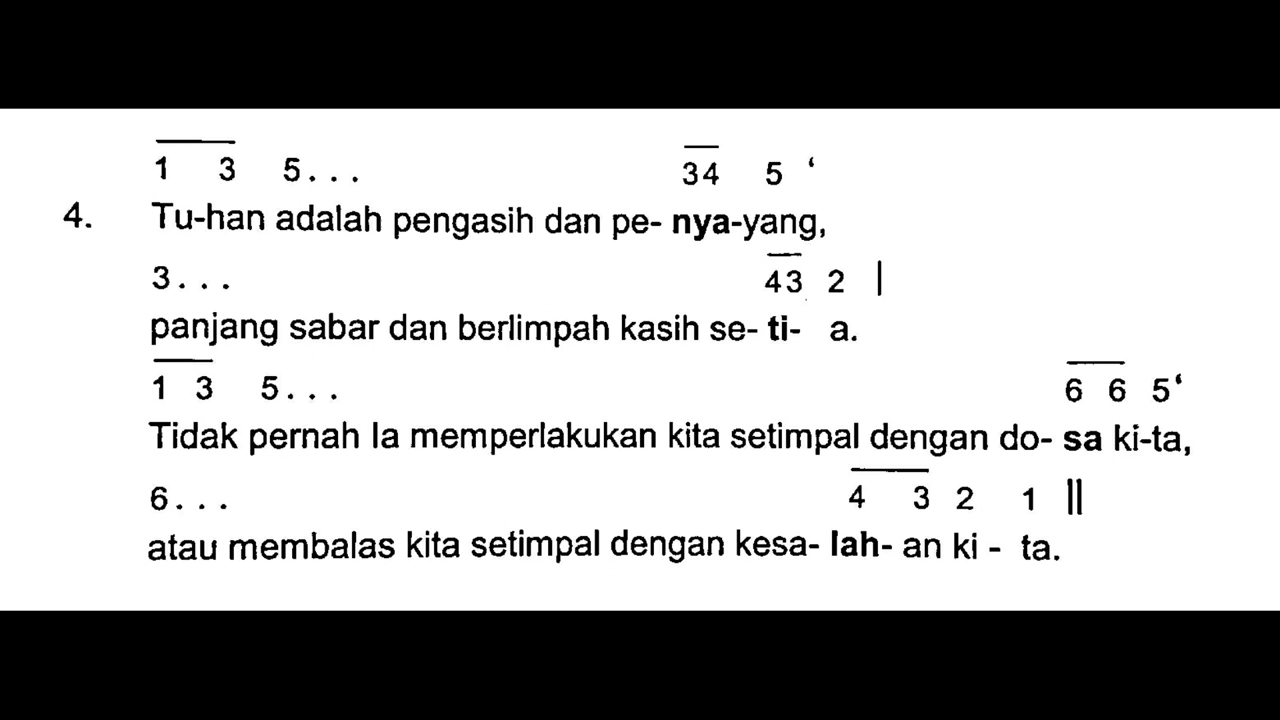 1 3 5... 34 5 ‘
4. Tu-han adalah pengasih dan pe- nya-yang,
3... 43 2 |
panjang sabar dan berlimpah kasih se- ti- a.
1 3 5... 6 6 5‘
Tidak pernah Ia memperlakukan kita setimpal dengan do- sa ki-ta,
6... 4 3 2 1 ||
atau membalas kita setimpal dengan kesa- lah- an ki - ta.